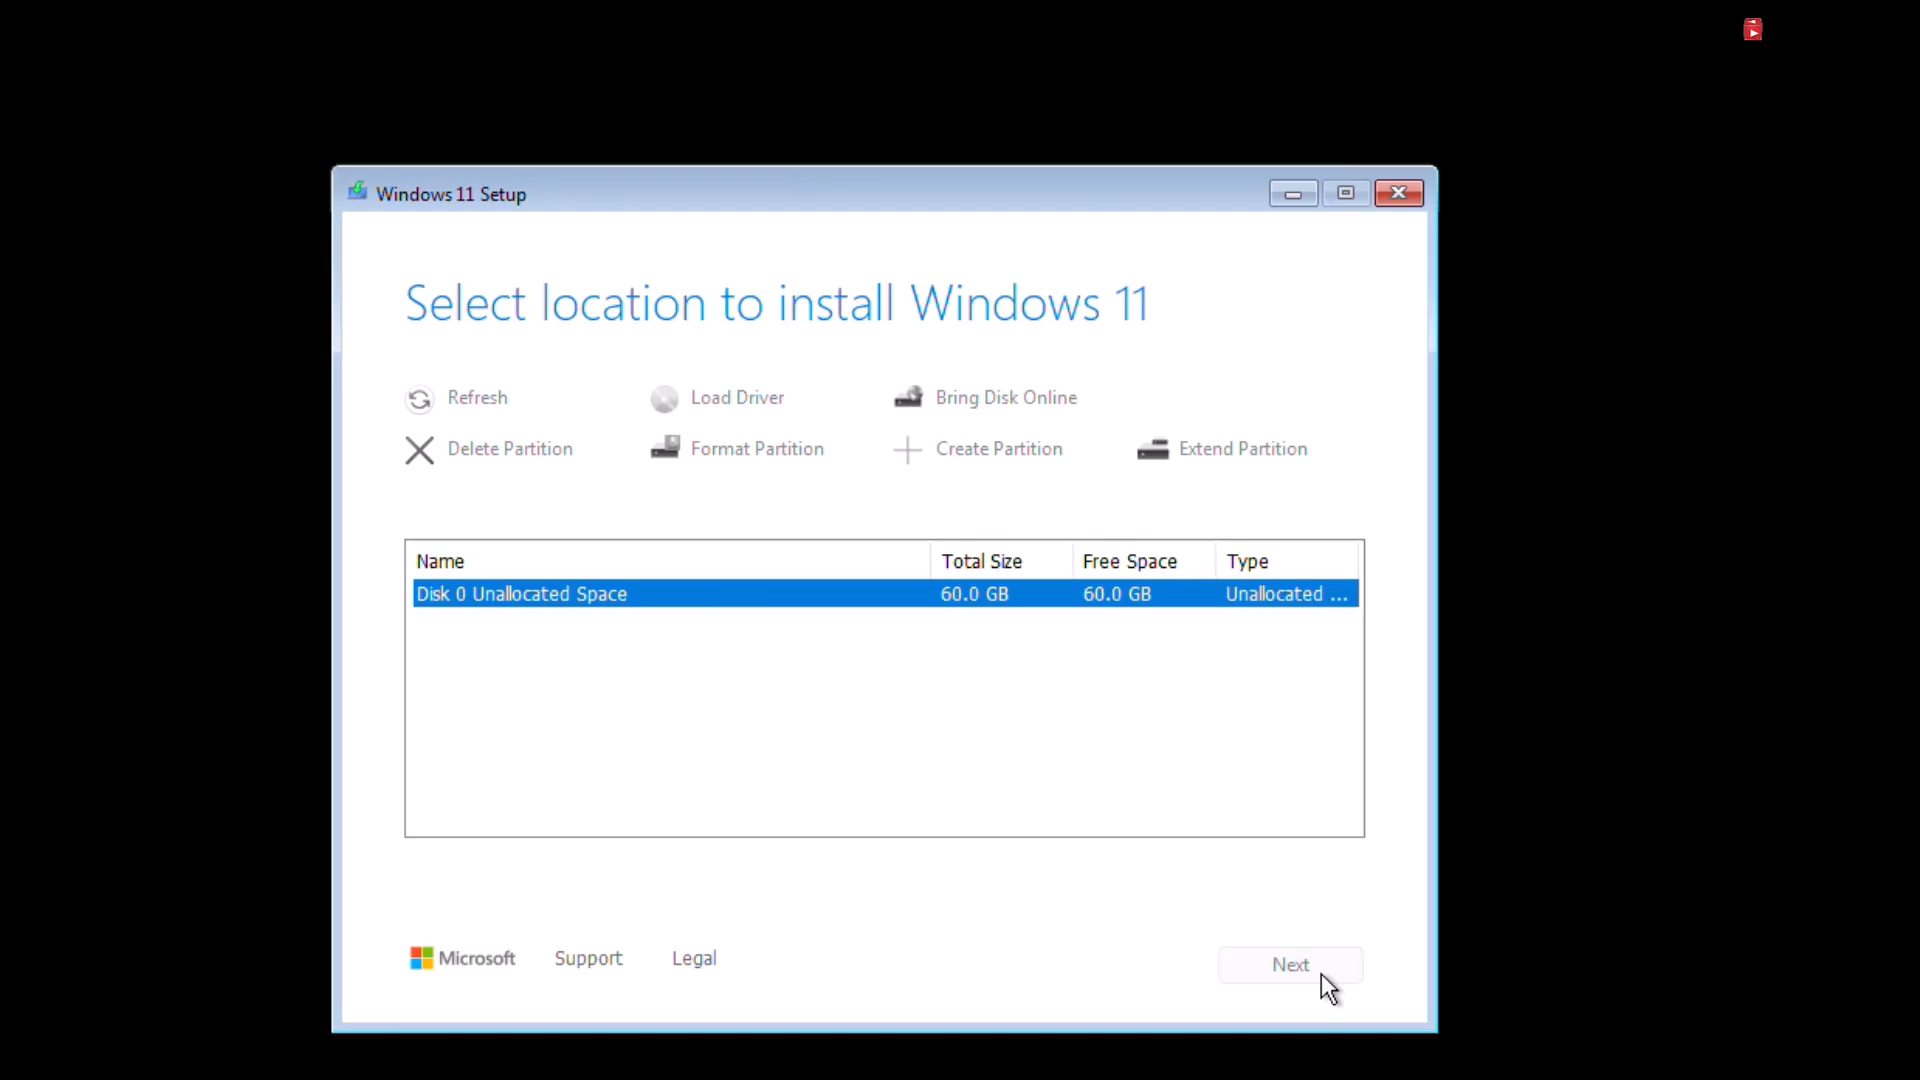 Windows 11 Setup
Select location to install Windows 11
Refresh Load Driver Bring Disk Online
Delete Partition Format Partition Create Partition Extend Partition
Name Total Size Free Space Type
Disk 0 Unallocated Space 60.0 GB 60.0 GB Unallocated ...
Microsoft Support Legal Next